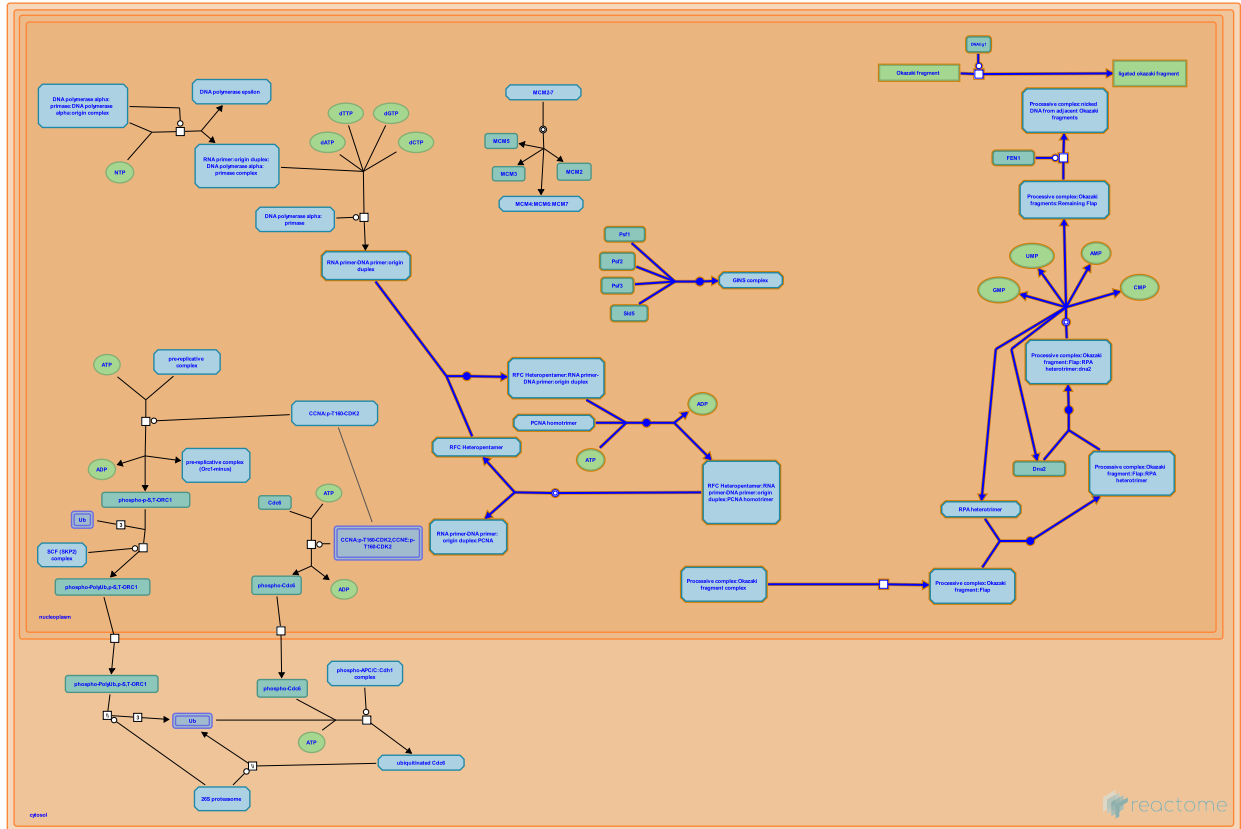 DNA polymerase alpha:
primase:DNA polymerase
alpha:origin complex
DNA polymerase epsilon
NTP
RNA primer:origin duplex:
DNA polymerase alpha:
primase complex
dTTP
dGTP
dATP
dCTP
DNA polymerase alpha:
primase
RNA primer-DNA primer:origin
duplex
MCM2-7
MCM5
MCM3
MCM2
MCM4:MCM6:MCM7
Psf1
Psf2
Psf3
Sld5
GINS complex
Okazaki fragment
ligated okazaki fragment
Processive complex:nicked
DNA from adjacent Okazaki
fragments
FEN1
Processive complex:Okazaki
fragments:Remaining Flap
UMP
AMP
GMP
CMP
Processive complex:Okazaki
fragment:Flap:RPA
heterotrimer:dna2
Dna2
Processive complex:Okazaki
fragment:Flap:RPA
heterotrimer
RPA heterotrimer
Processive complex:Okazaki
fragment complex
Processive complex:Okazaki
fragment:Flap
ATP
pre-replicative
complex
CCNA:p-T160-CDK2
ADP
pre-replicative complex
(Orc1-minus)
phospho-p-S,T-ORC1
Ub
3
SCF (SKP2)
complex
phospho-PolyUb,p-S,T-ORC1
Cdc6
ATP
CCNA:p-T160-CDK2,CCNE:p-
T160-CDK2
phospho-Cdc6
ADP
RFC Heteropentamer:RNA primer-
DNA primer:origin duplex
PCNA homotrimer
ADP
ATP
RFC Heteropentamer
RFC Heteropentamer:RNA
primer-DNA primer:origin
duplex:PCNA homotrimer
RNA primer-DNA primer:
origin duplex:PCNA
nucleoplasm
phospho-PolyUb,p-S,T-ORC1
3
Ub
phospho-Cdc6
phospho-APC/C:Cdh1
complex
ATP
ubiquitinated Cdc6
26S proteasome
cytosol
reactome